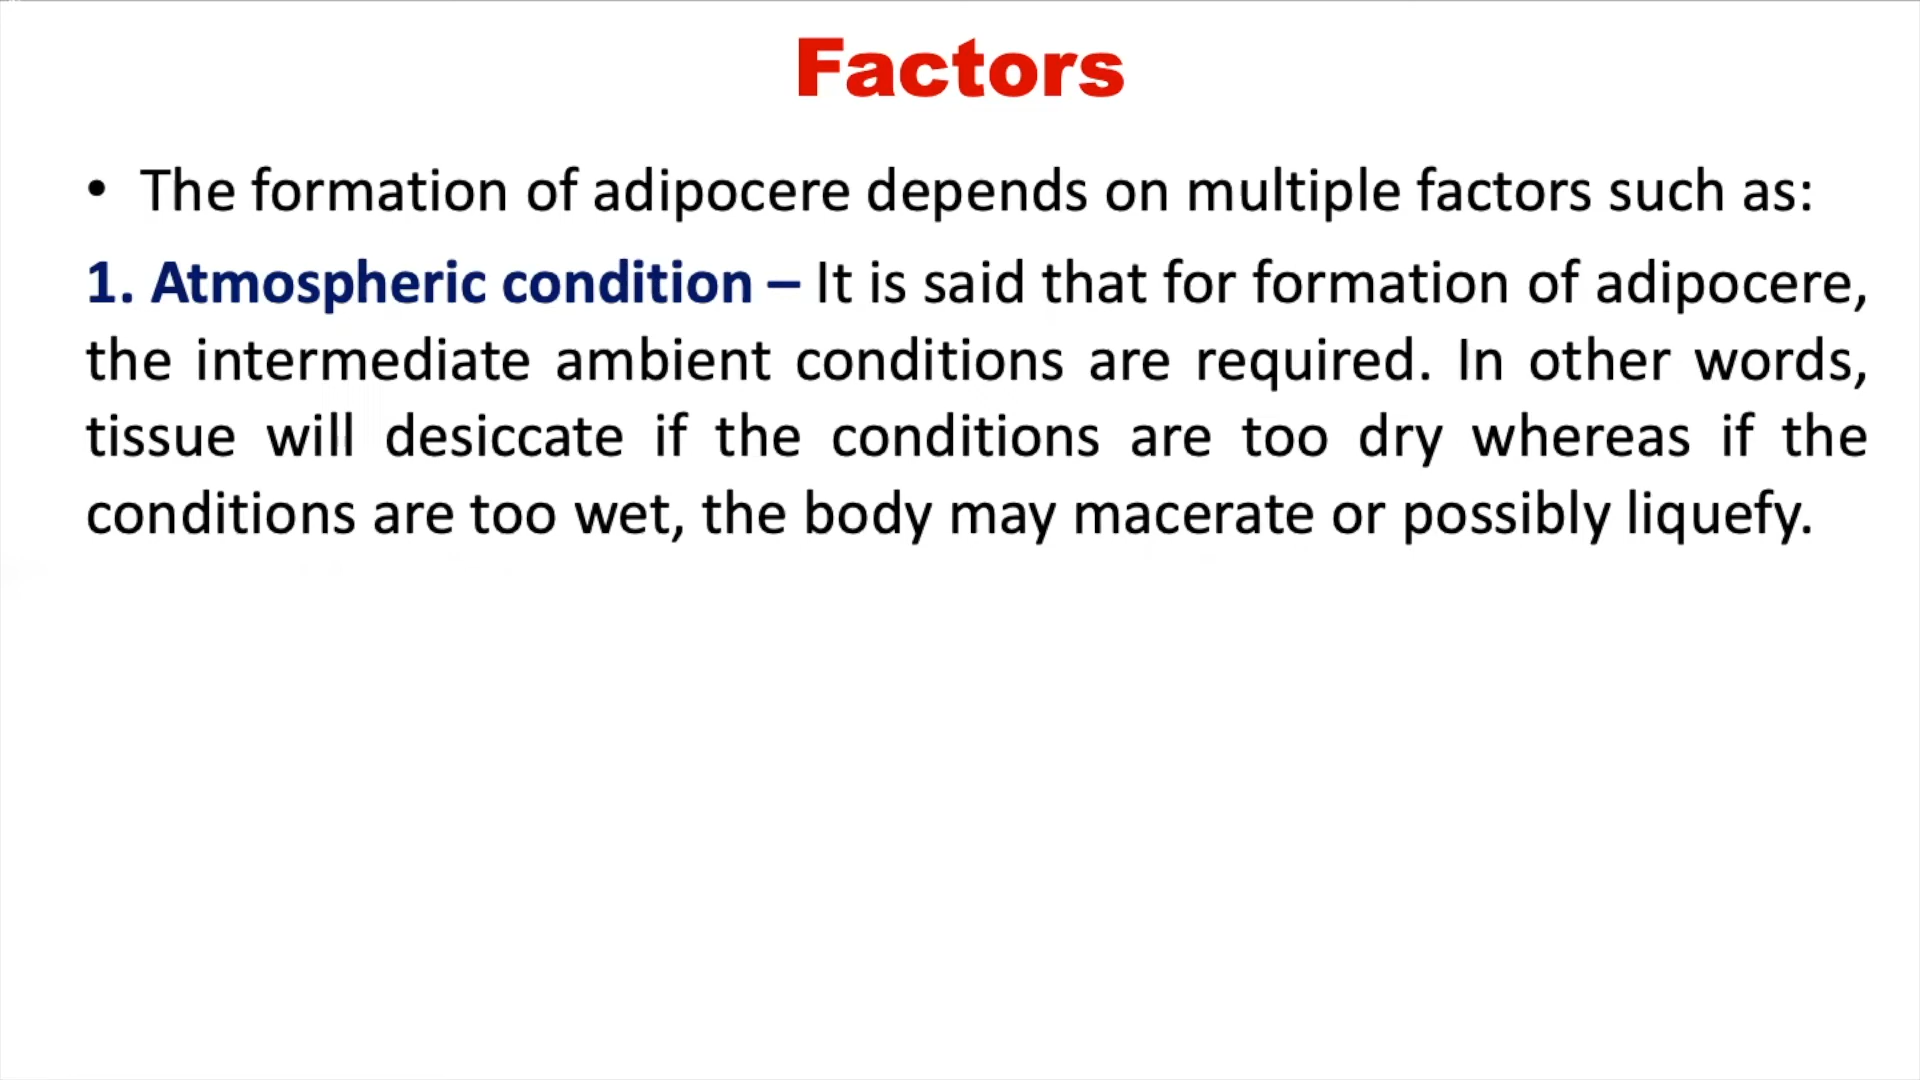 Factors
• The formation of adipocere depends on multiple factors such as:
1. Atmospheric condition – It is said that for formation of adipocere,
the intermediate ambient conditions are required. In other words,
tissue will desiccate if the conditions are too dry whereas if the
conditions are too wet, the body may macerate or possibly liquefy.